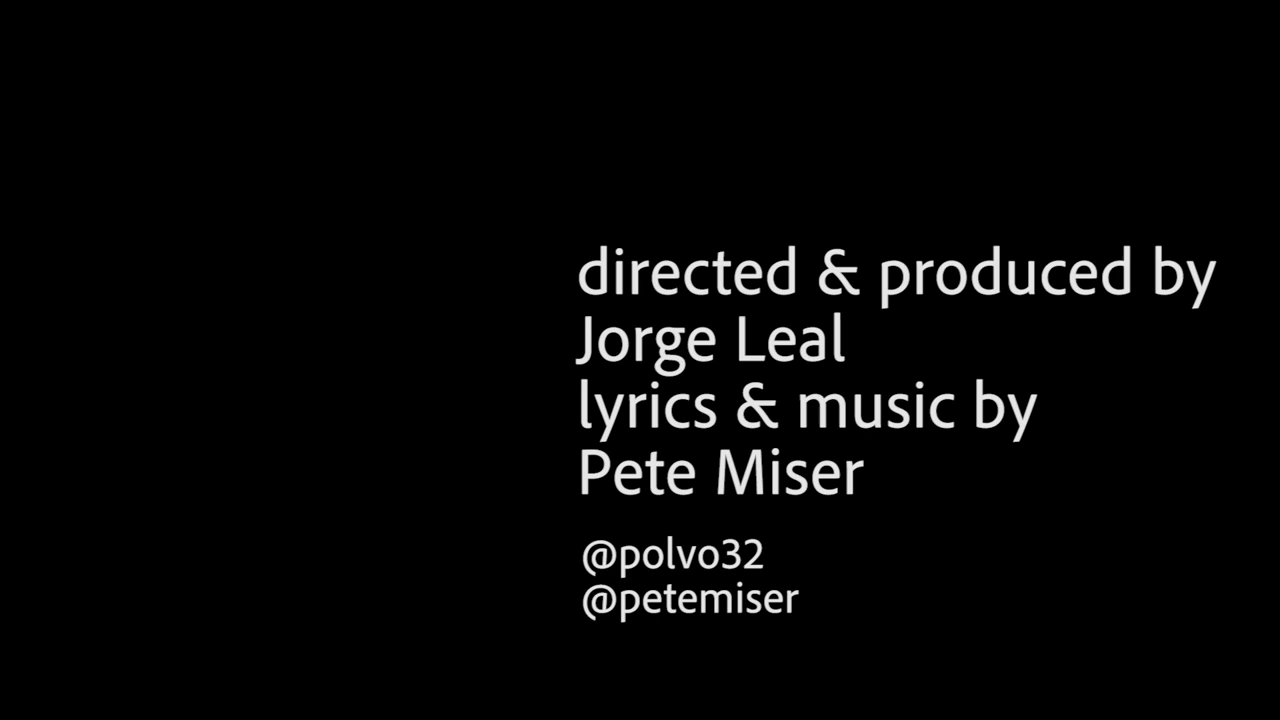 directed & produced by
Jorge Leal
lyrics & music by
Pete Miser
@polvo32
@petemiser